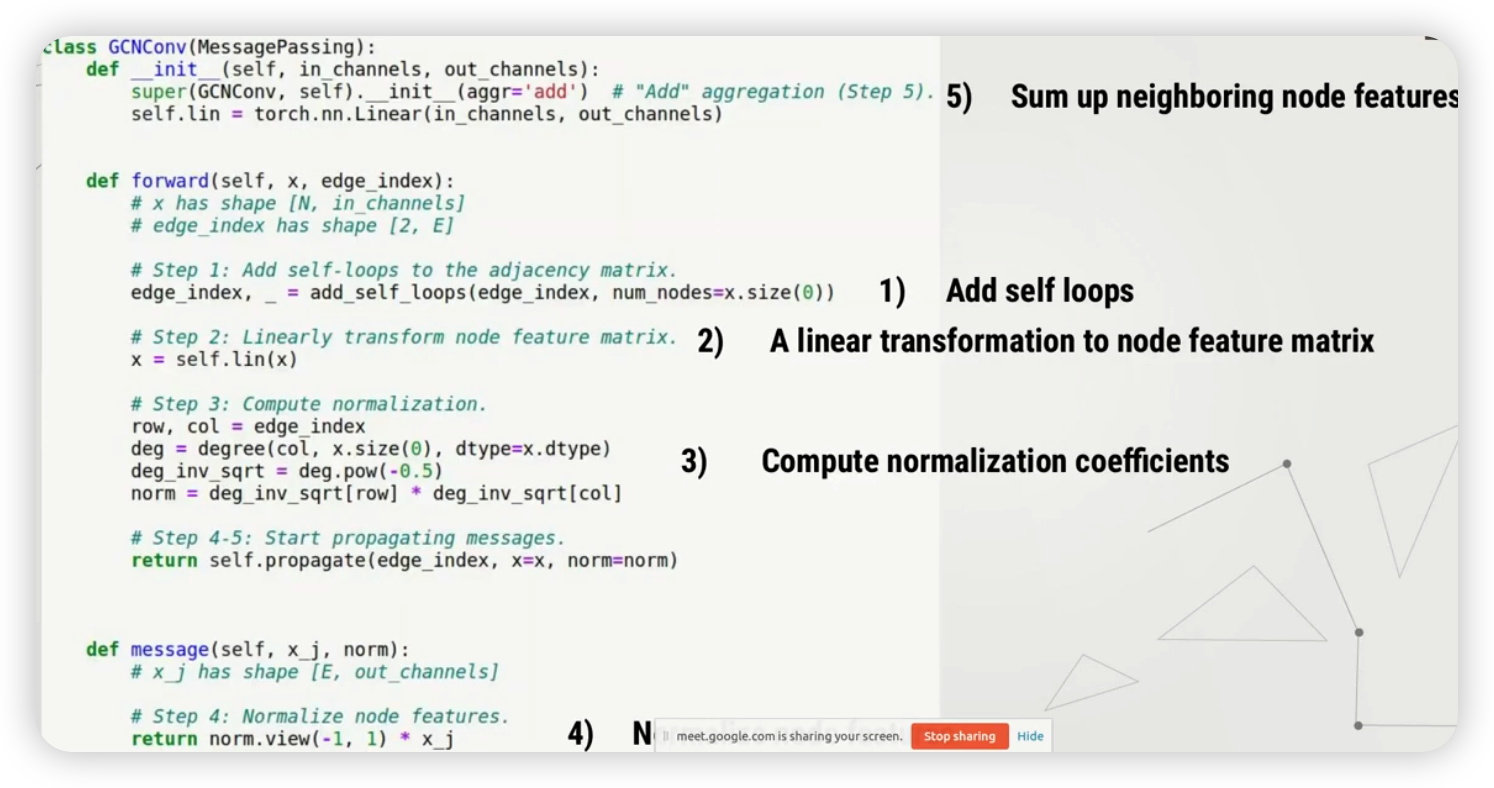 class GCNConv(MessagePassing):
def __init__(self, in_channels, out_channels):
super(GCNConv, self).__init__(aggr='add')  # "Add" aggregation (Step 5).
5) Sum up neighboring node features
self.lin = torch.nn.Linear(in_channels, out_channels)
def forward(self, x, edge_index):
# x has shape [N, in_channels]
# edge_index has shape [2, E]
# Step 1: Add self-loops to the adjacency matrix.
edge_index, _ = add_self_loops(edge_index, num_nodes=x.size(0))
1) Add self loops
# Step 2: Linearly transform node feature matrix.
2) A linear transformation to node feature matrix
x = self.lin(x)
# Step 3: Compute normalization.
row, col = edge_index
deg = degree(col, x.size(0), dtype=x.dtype)
3) Compute normalization coefficients
deg_inv_sqrt = deg.pow(-0.5)
norm = deg_inv_sqrt[row] * deg_inv_sqrt[col]
# Step 4-5: Start propagating messages.
return self.propagate(edge_index, x=x, norm=norm)
def message(self, x_j, norm):
# x_j has shape [E, out_channels]
# Step 4: Normalize node features.
return norm.view(-1, 1) * x_j
4)
meet.google.com is sharing your screen. Stop sharing Hide